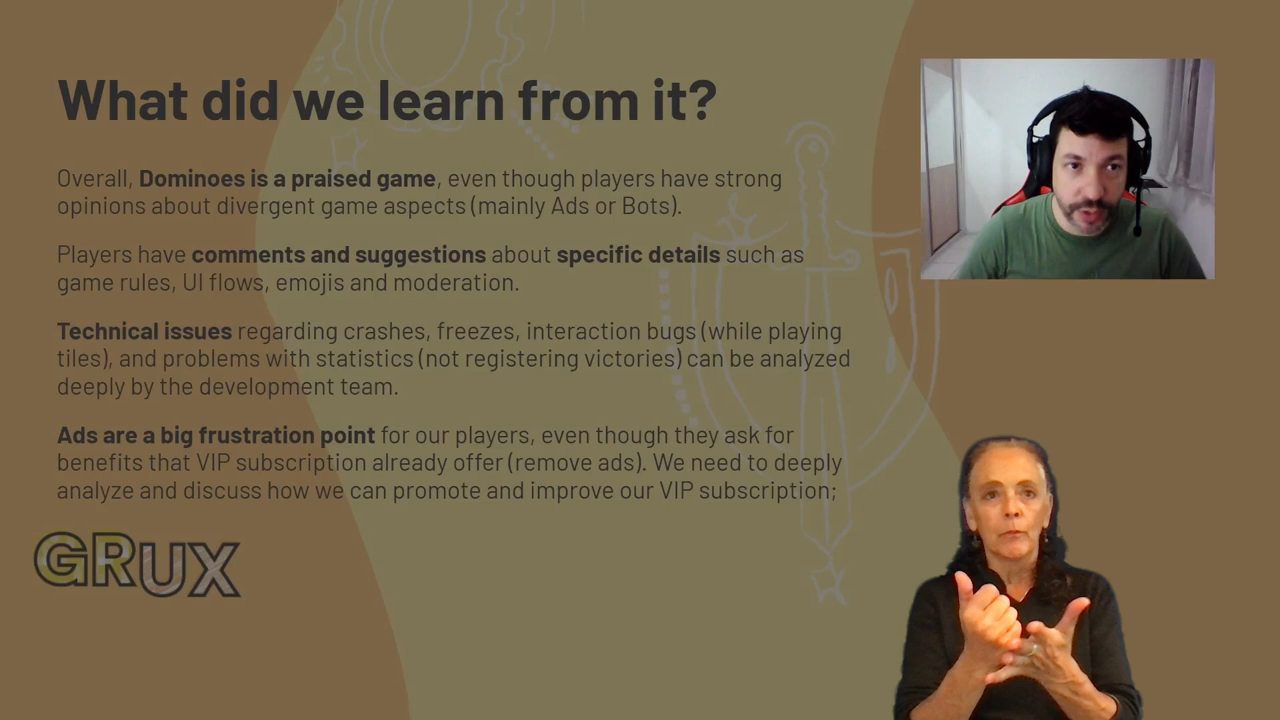 What did we learn from it?
Overall, Dominoes is a praised game, even though players have strong
opinions about divergent game aspects (mainly Ads or Bots).
Players have comments and suggestions about specific details such as
game rules, UI flows, emojis and moderation.
Technical issues regarding crashes, freezes, interaction bugs (while playing
tiles), and problems with statistics (not registering victories) can be analyzed
deeply by the development team.
Ads are a big frustration point for our players, even though they ask for
benefits that VIP subscription already offer (remove ads). We need to deeply
analyze and discuss how we can promote and improve our VIP subscription;
GRUX